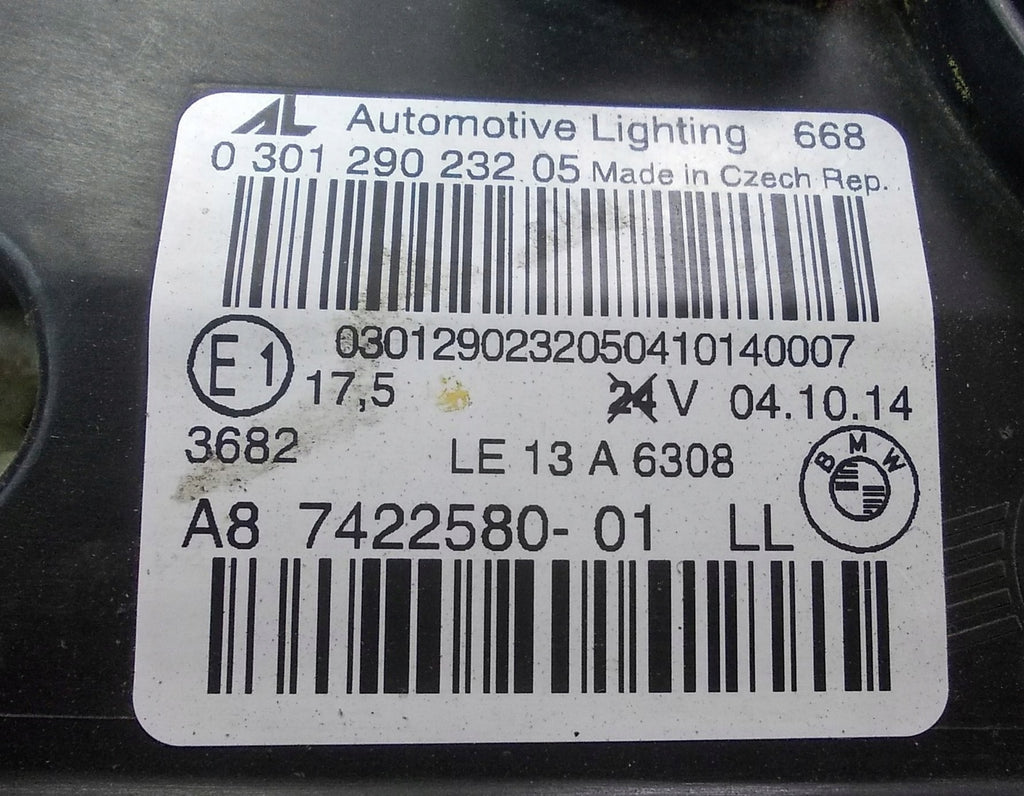 AL Automotive Lighting 668
0 301 290 232 05 Made in Czech Rep.
0301290232050410140007
E1 17,5 24 V 04.10.14
3682 LE 13 A 6308
BMW
A8 7422580- 01 LL